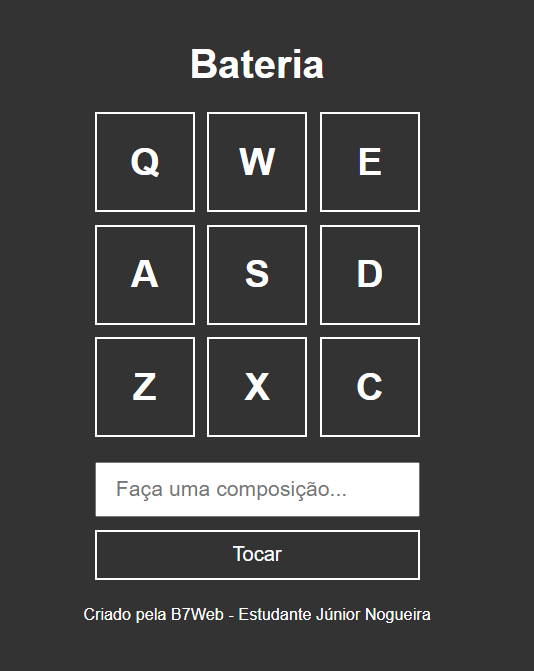 Bateria
Q W E
A S D
Z X C
Faça uma composição...
Tocar
Criado pela B7Web - Estudante Júnior Nogueira